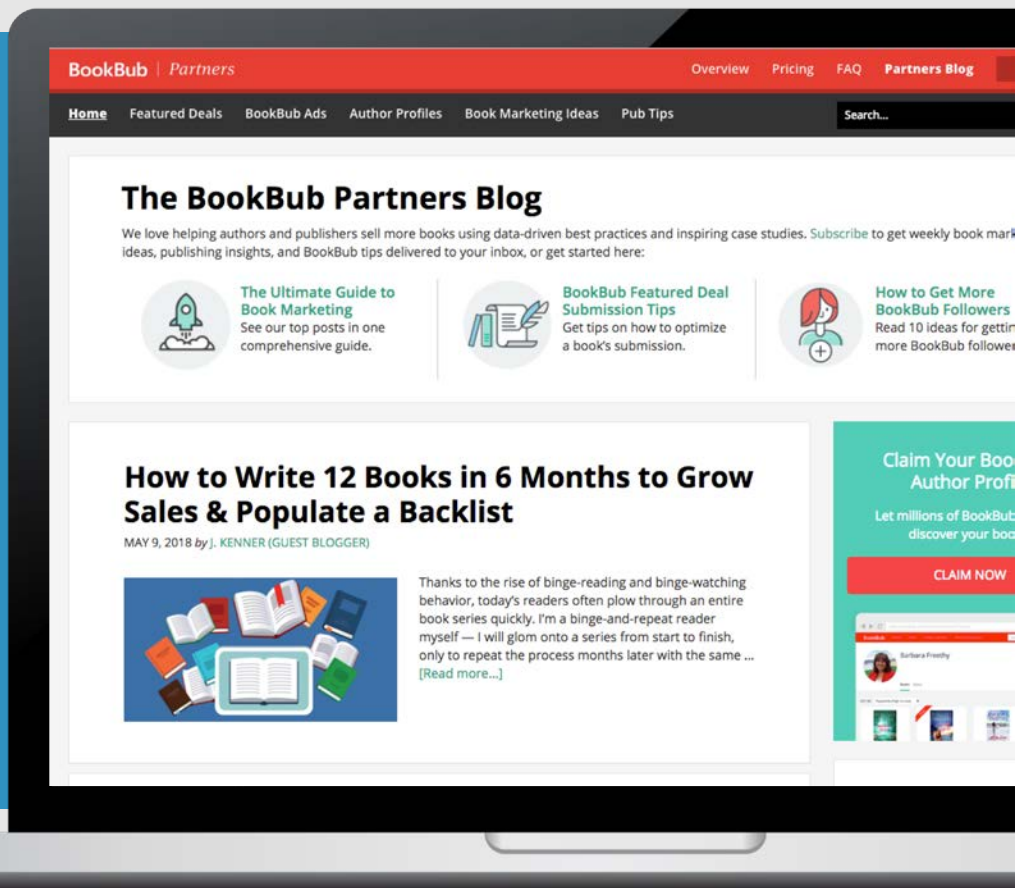 BookBub | Partners
Overview Pricing FAQ Partners Blog
Home Featured Deals BookBub Ads Author Profiles Book Marketing Ideas Pub Tips
Search...
The BookBub Partners Blog
We love helping authors and publishers sell more books using data-driven best practices and inspiring case studies. Subscribe to get weekly book
ideas, publishing insights, and BookBub tips delivered to your inbox, or get started here:
The Ultimate Guide to
Book Marketing
See our top posts in one
comprehensive guide.
BookBub Featured Deal
Submission Tips
Get tips on how to optimize
a book's submission.
How to Get More
BookBub Followers
Read 10 ideas for
more BookBub
How to Write 12 Books in 6 Months to Grow
Sales & Populate a Backlist
MAY 9, 2018 by J. KENNER (GUEST BLOGGER)
Thanks to the rise of binge-reading and binge-watching
behavior, today's readers often plow through an entire
book series quickly. I'm a binge-and-repeat reader
myself — I will glom onto a series from start to finish,
only to repeat the process months later with the same ...
[Read more...]
Claim Your
Author
Let millions of
discover your
CLAIM NOW
Barbara Freethy